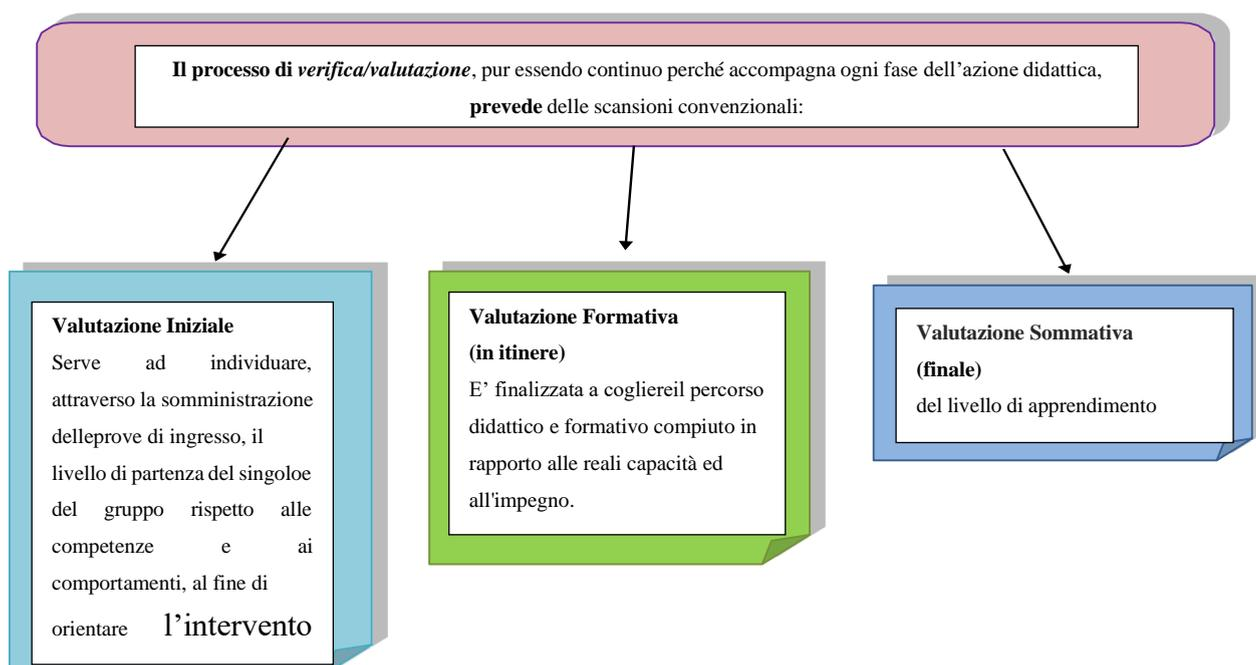 Il processo di verifica/valutazione, pur essendo continuo perché accompagna ogni fase dell'azione didattica,
prevede delle scansioni convenzionali:
Valutazione Iniziale
Serve ad individuare,
attraverso la somministrazione
delleprove di ingresso, il
livello di partenza del singoloe
del gruppo rispetto alle
competenze e ai
comportamenti, al fine di
orientare l'intervento
Valutazione Formativa
(in itinere)
E' finalizzata a cogliereil percorso
didattico e formativo compiuto in
rapporto alle reali capacità ed
all'impegno.
Valutazione Sommativa
(finale)
del livello di apprendimento